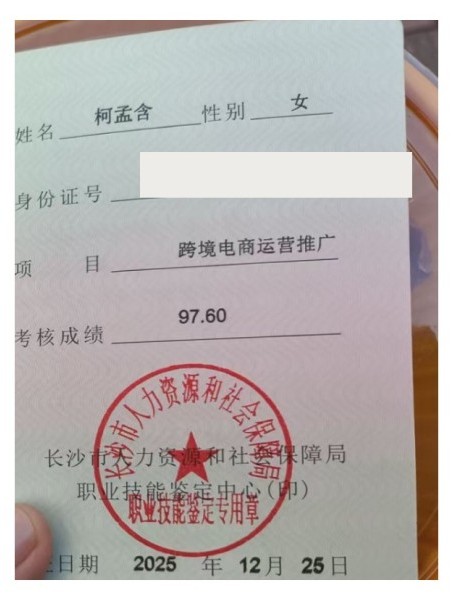 姓名 柯孟含 性别 女
身份证号
项 目 跨境电商运营推广
考核成绩 97.60
长沙市人力资源和社会保障局
长沙市人力资源和社会保障局
职业技能鉴定中心(印)
职业技能鉴定专用章
日期 2025 年 12 月 25 日